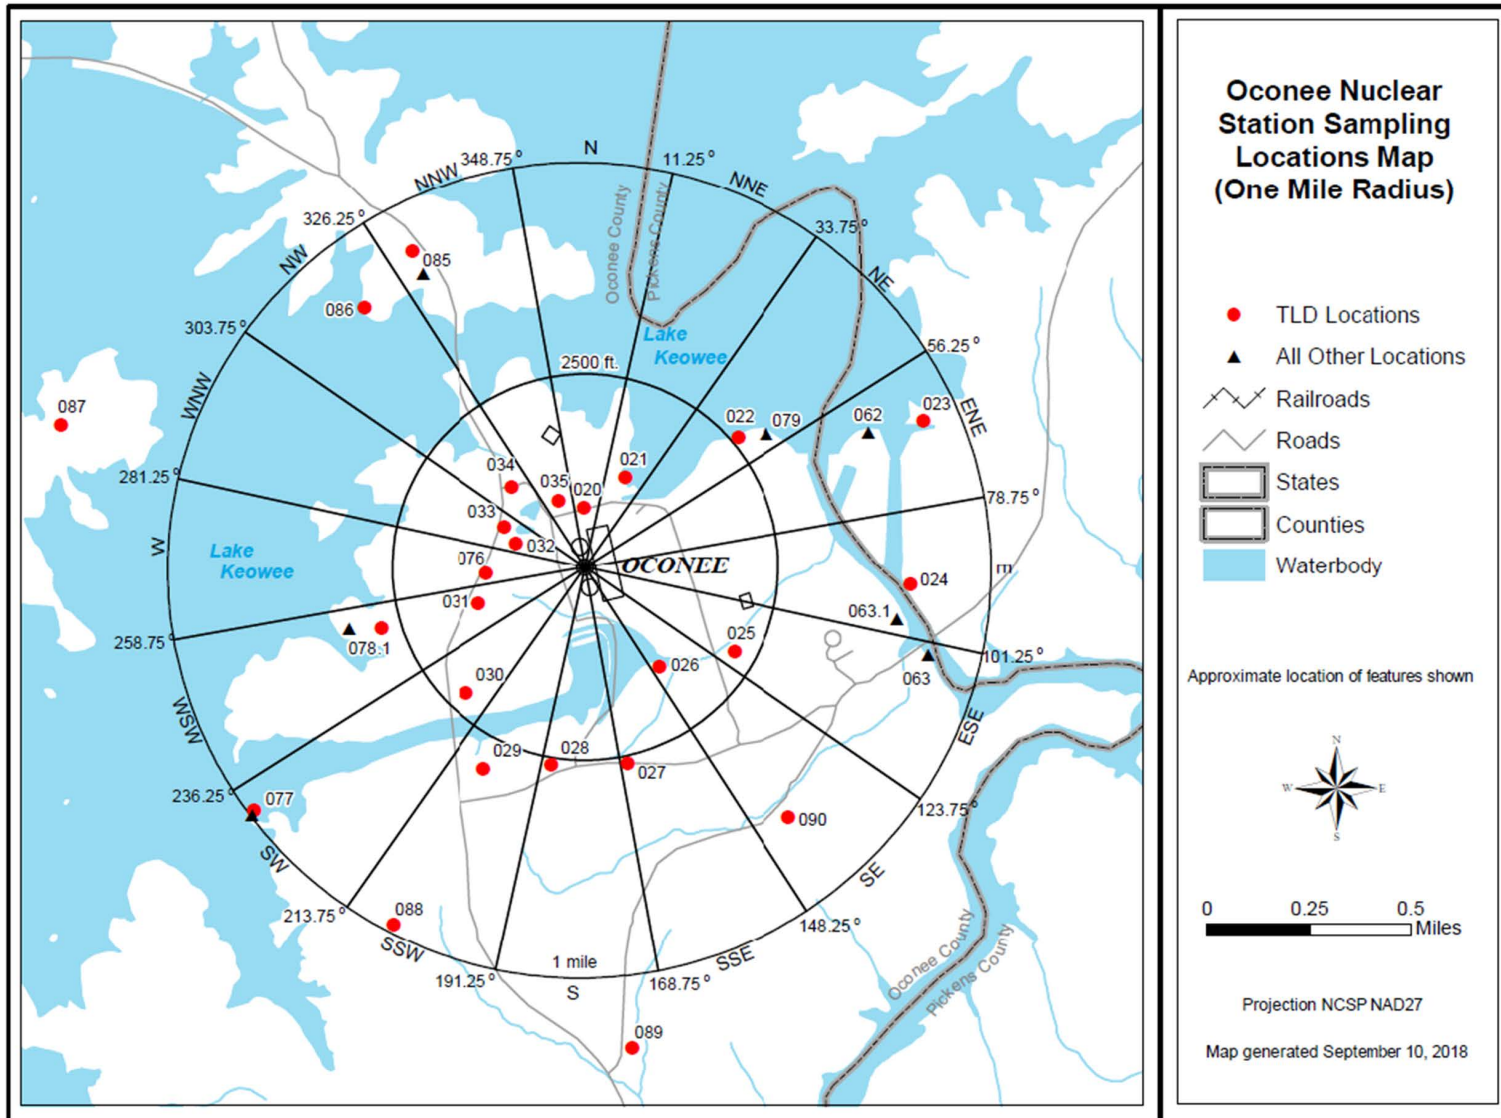 348.75°
N
11.25°
NNW
NNE
326.25°
Oconee County
Pickens County
33.75°
085
NW
NE
086
303.75°
Lake
Keowee
56.25°
2500 ft.
WNW
087
022
079
062
023
ENE
034
021
281.25°
035
020
78.75°
033
032
W
Lake
Keowee
076
OCONEE
E
024
031
063.1
258.75°
078.1
025
101.25°
026
063
030
WSW
ESE
029
028
027
236.25°
077
123.75°
090
SW
SE
213.75°
088
148.25°
SSW
SSE
Oconee County
Pickens County
1 mile
191.25°
S
168.75°
089
Oconee Nuclear
Station Sampling
Locations Map
(One Mile Radius)
TLD Locations
All Other Locations
Railroads
Roads
States
Counties
Waterbody
Approximate location of features shown
N
W
E
S
0
0.25
0.5
Miles
Projection NCSP NAD27
Map generated September 10, 2018